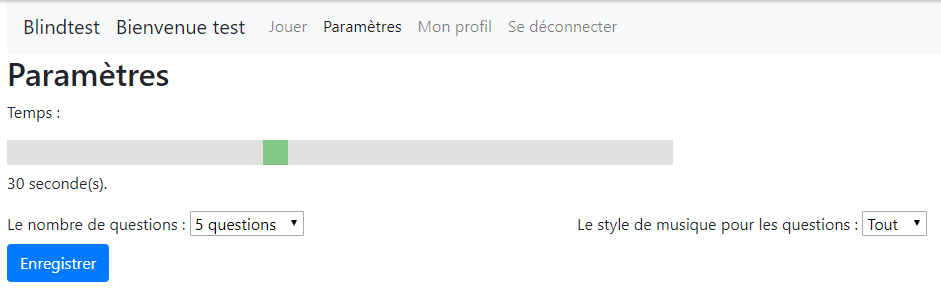 Blindtest Bienvenue test Jouer Paramètres Mon profil Se déconnecter
Paramètres
Temps :
30 seconde(s).
Le nombre de questions : 5 questions Le style de musique pour les questions : Tout
Enregistrer